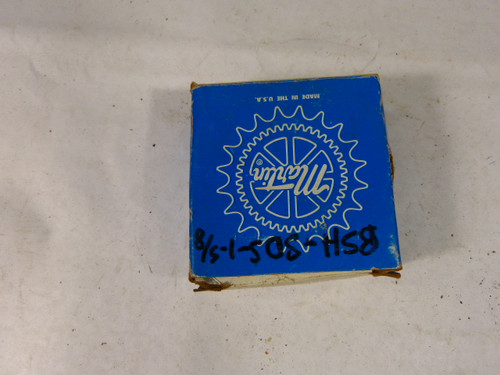 BSH-SDS-1-5/8
Martin®
MADE IN THE U.S.A.